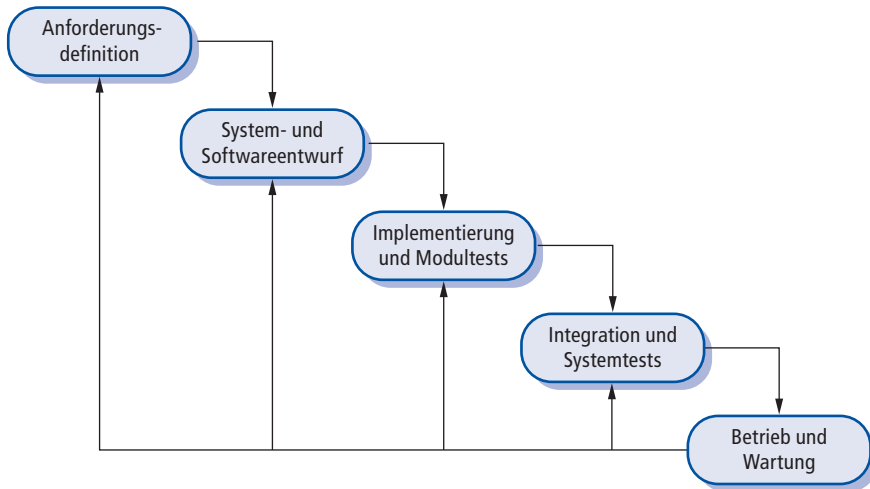 Anforderungs-
definition
System- und
Softwareentwurf
Implementierung
und Modultests
Integration und
Systemtests
Betrieb und
Wartung